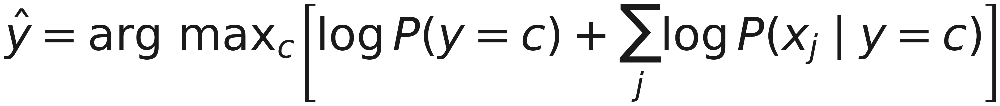 ŷ = arg max_c [log P(y = c) + ∑_j log P(x_j | y = c)]